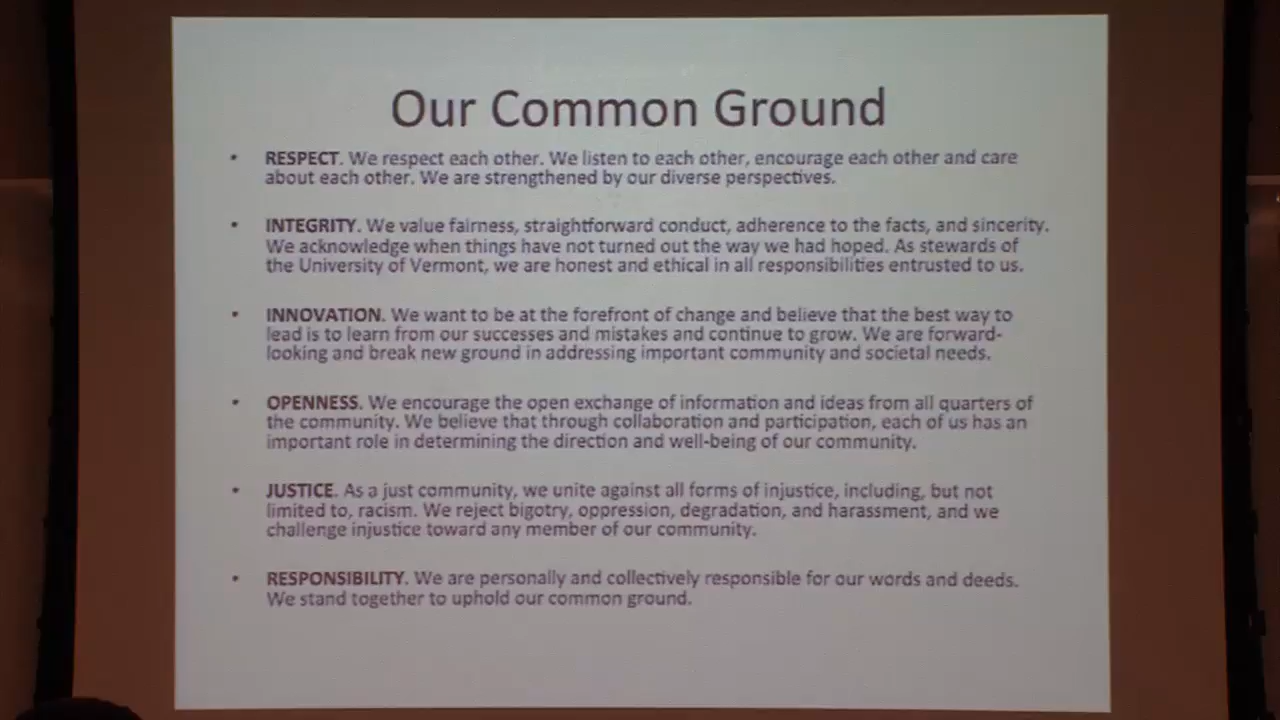 Our Common Ground
• RESPECT. We respect each other. We listen to each other, encourage each other and care
about each other. We are strengthened by our diverse perspectives.
• INTEGRITY. We value fairness, straightforward conduct, adherence to the facts, and sincerity.
We acknowledge when things have not turned out the way we had hoped. As stewards of
the University of Vermont, we are honest and ethical in all responsibilities entrusted to us.
• INNOVATION. We want to be at the forefront of change and believe that the best way to
lead is to learn from our successes and mistakes and continue to grow. We are forward-
looking and break new ground in addressing important community and societal needs.
• OPENNESS. We encourage the open exchange of information and ideas from all quarters of
the community. We believe that through collaboration and participation, each of us has an
important role in determining the direction and well-being of our community.
• JUSTICE. As a just community, we unite against all forms of injustice, including, but not
limited to, racism. We reject bigotry, oppression, degradation, and harassment, and we
challenge injustice toward any member of our community.
• RESPONSIBILITY. We are personally and collectively responsible for our words and deeds.
We stand together to uphold our common ground.